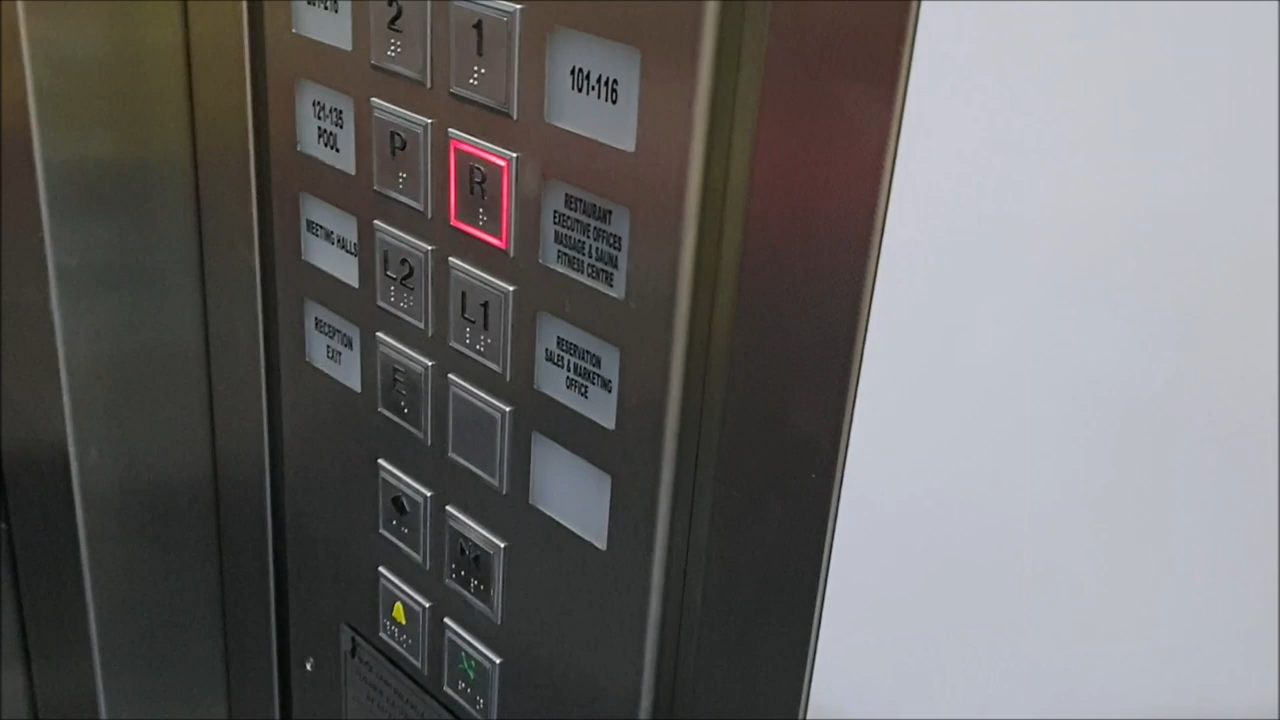 2
1
101-116
121-135
POOL
P
R
RESTAURANT
EXECUTIVE OFFICES
MASSAGE & SAUNA
FITNESS CENTRE
MEETING HALLS
L2
L1
RESERVATION
SALES & MARKETING
OFFICE
RECEPTION
EXIT
E